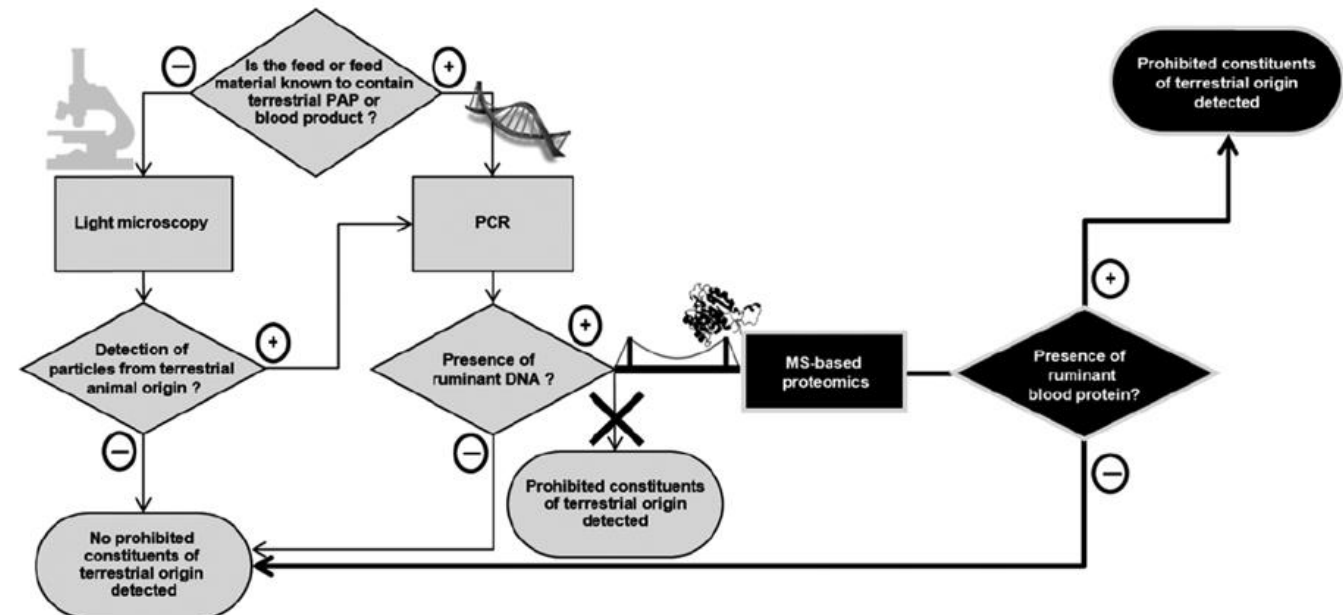 Is the feed or feed
material known to contain
terrestrial PAP or
blood product ?
−
+
Light microscopy
PCR
Detection of
particles from terrestrial
animal origin ?
+
−
Presence of
ruminant DNA ?
+
−
No prohibited
constituents of
terrestrial origin
detected
Prohibited constituents
of terrestrial origin
detected
MS-based
proteomics
Presence of
ruminant
blood protein?
+
−
Prohibited constituents
of terrestrial origin
detected